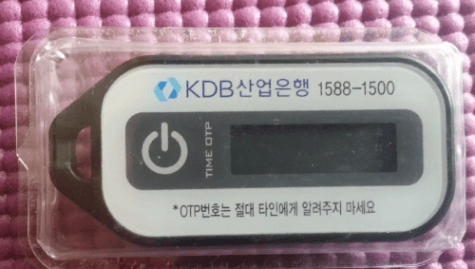 KDB산업은행 1588-1500
TIME OTP
*OTP번호는 절대 타인에게 알려주지 마세요